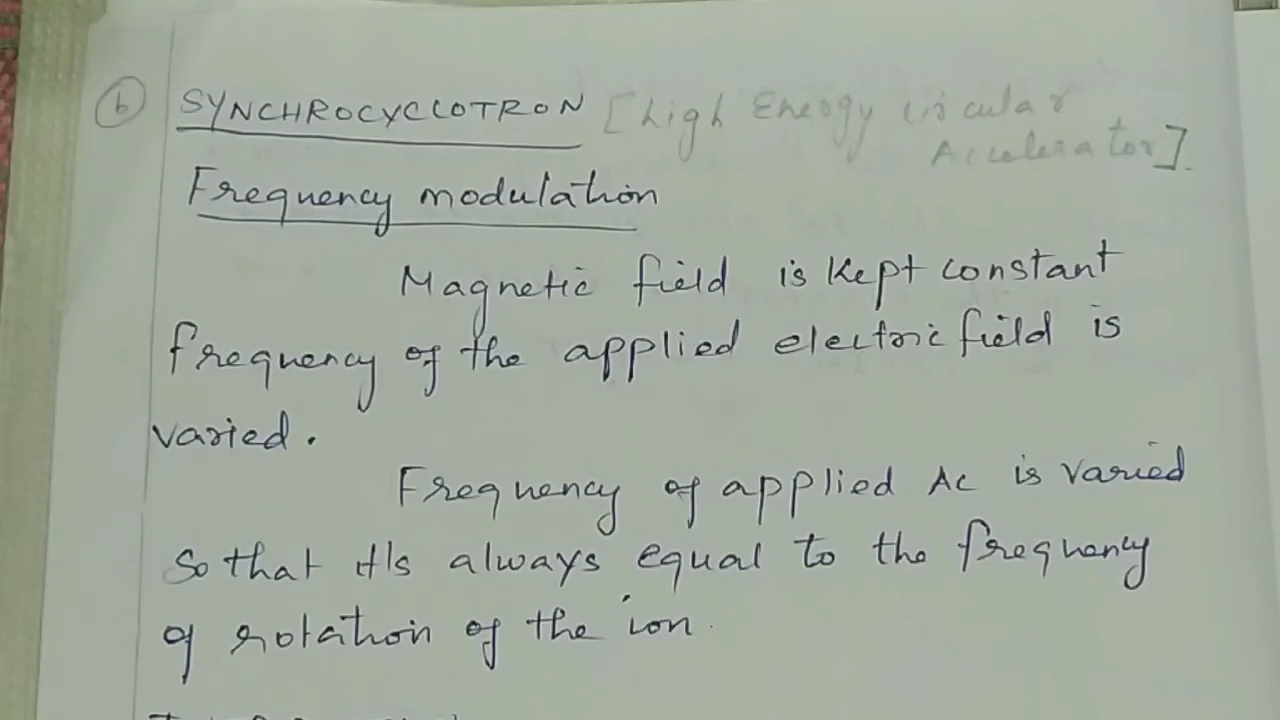 b SYNCHROCYCLOTRON [high Energy circular
Accelerator].
Frequency modulation
Magnetic field is kept constant
frequency of the applied electric field is
varied.
Frequency of applied AC is varied
so that it is always equal to the frequency
of rotation of the ion.